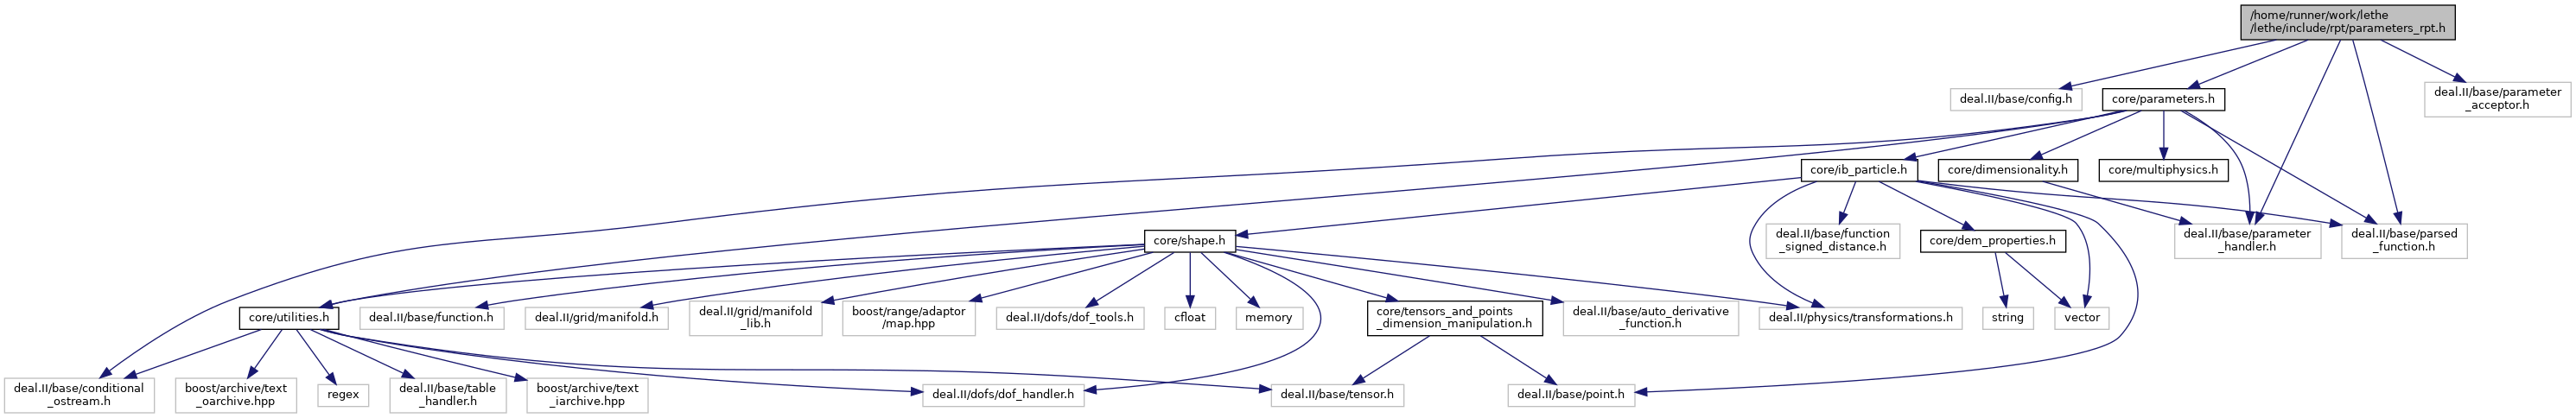 /home/runner/work/lethe
/lethe/include/rpt/parameters_rpt.h
deal.II/base/config.h
core/parameters.h
deal.II/base/parameter
_acceptor.h
core/ib_particle.h
core/dimensionality.h
core/multiphysics.h
core/shape.h
deal.II/base/function
_signed_distance.h
core/dem_properties.h
deal.II/base/parameter
_handler.h
deal.II/base/parsed
_function.h
core/utilities.h
deal.II/base/function.h
deal.II/grid/manifold.h
deal.II/grid/manifold
_lib.h
boost/range/adaptor
/map.hpp
deal.II/dofs/dof_tools.h
cfloat
memory
core/tensors_and_points
_dimension_manipulation.h
deal.II/base/auto_derivative
_function.h
deal.II/physics/transformations.h
string
vector
deal.II/base/conditional
_ostream.h
boost/archive/text
_oarchive.hpp
regex
deal.II/base/table
_handler.h
boost/archive/text
_iarchive.hpp
deal.II/dofs/dof_handler.h
deal.II/base/tensor.h
deal.II/base/point.h